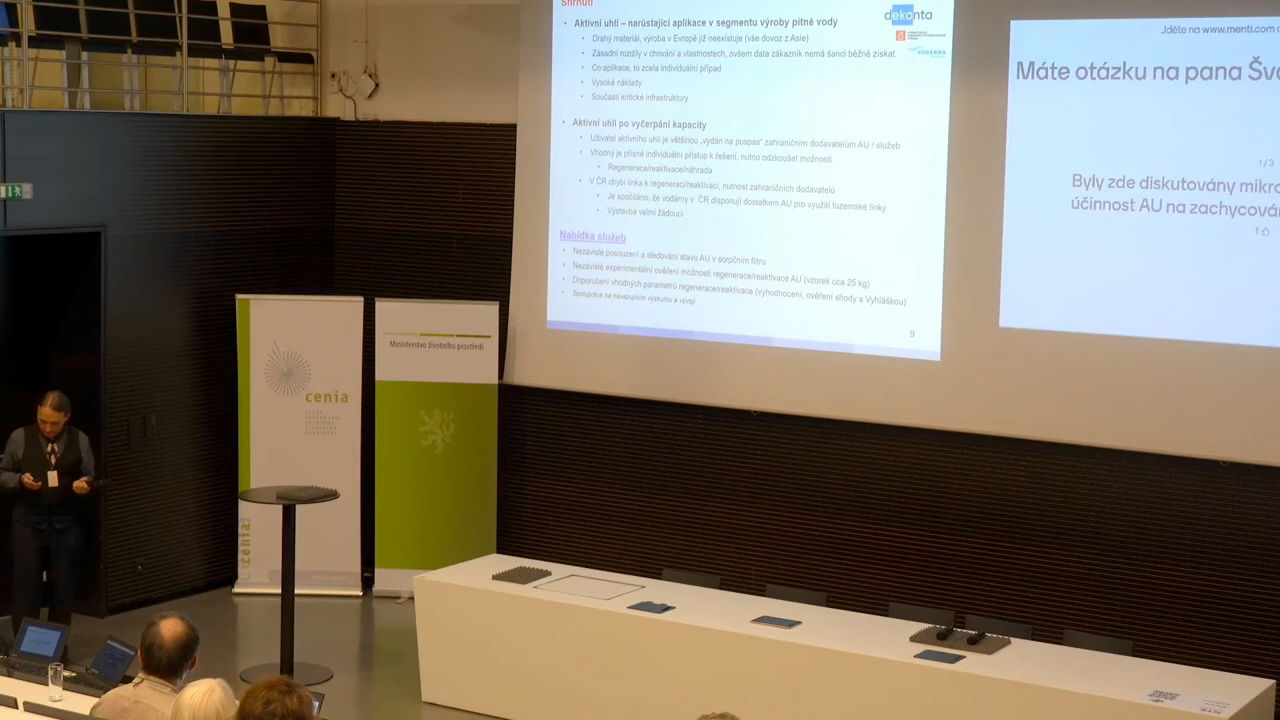 Shrnutí
Aktivní uhlí – narůstající aplikace v segmentu výroby pitné vody
Drahý materiál, výroba v Evropě již neexistuje (vše dovoz z Asie)
Zásadní rozdíly v chování a vlastnostech, ovšem data zákazník nemá šanci běžně získat.
Co aplikace, to zcela individuální případ
Vysoké náklady
Součástí kritické infrastruktury
Aktivní uhlí po vyčerpání kapacity
Uživatel aktivního uhlí je většinou „vydán na pospas“ zahraničním dodavatelům AU / služeb
Vhodný je přísně individuální přístup k řešení, nutno odzkoušet možnosti
Regenerace/reaktivace/náhrada
V ČR chybí linka k regeneraci/reaktivaci, nutnost zahraničních dodavatelů
Je spočítáno, že vodárny v ČR disponují dostatkem AU pro využití tuzemské linky
Výstavba velmi žádoucí
Nabídka služeb
Nezávislé posouzení a sledování stavu AU v sorpčním filtru
Nezávislé experimentální ověření možností regenerace/reaktivace AU (vzorek cca 25 kg)
Doporučení vhodných parametrů regenerace/reaktivace (vyhodnocení, ověření shody s Vyhláškou)
Spolupráce na navazujícím výzkumu a vývoji
9
dekonta
VODÁRNA
Jděte na www.menti.com
Máte otázku na pana
1/3
Byly zde diskutovány
účinnost AU na
1
cenia
Ministerstvo životního prostředí
cenia